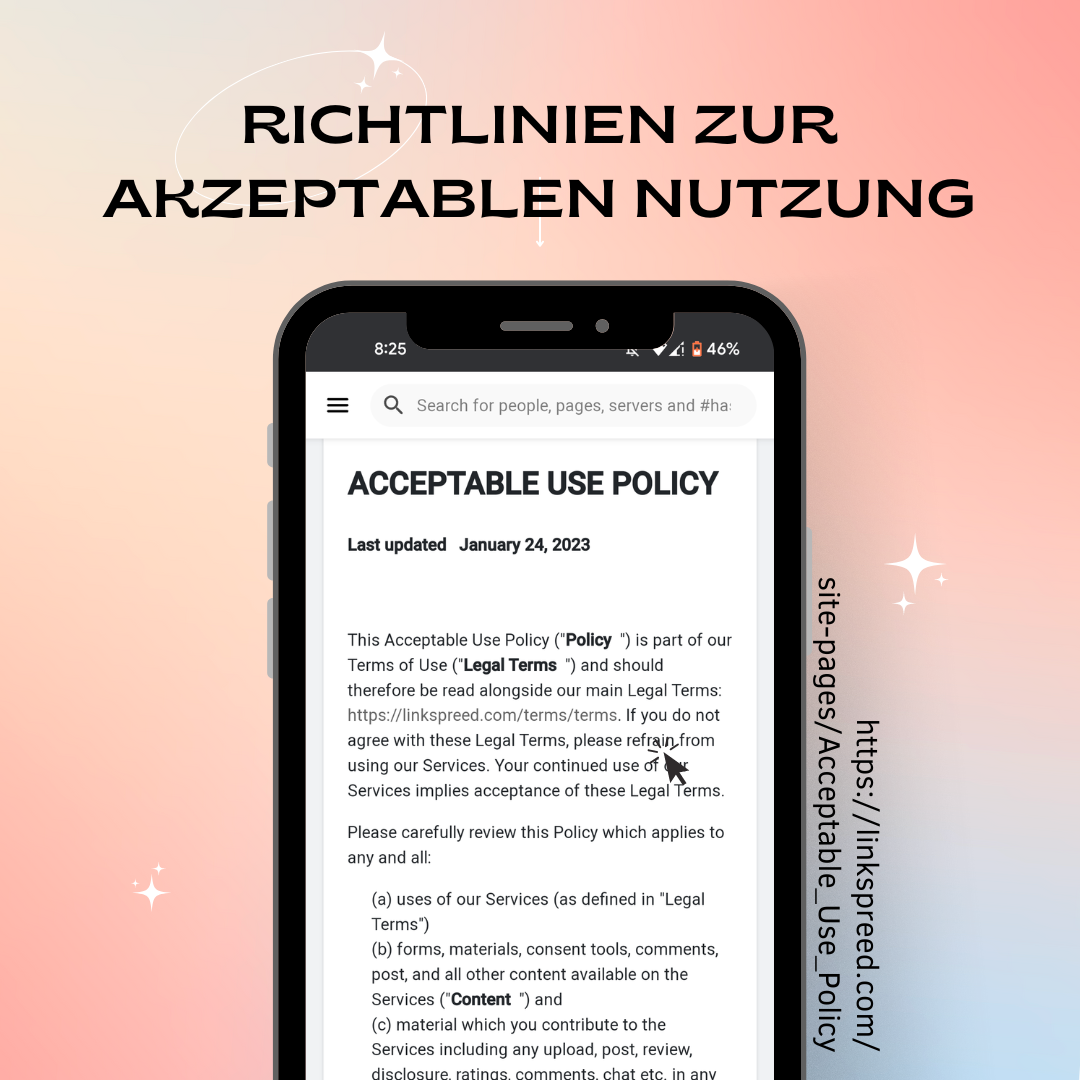 RICHTLINIEN ZUR
AKZEPTABLEN NUTZUNG
8:25
46%
Search for people, pages, servers and #ha
ACCEPTABLE USE POLICY
Last updated January 24, 2023
This Acceptable Use Policy ("Policy ") is part of our
Terms of Use ("Legal Terms ") and should
therefore be read alongside our main Legal Terms:
https://linkspreed.com/terms/terms. If you do not
agree with these Legal Terms, please refrain from
using our Services. Your continued use of our
Services implies acceptance of these Legal Terms.
Please carefully review this Policy which applies to
any and all:
(a) uses of our Services (as defined in "Legal
Terms")
(b) forms, materials, consent tools, comments,
post, and all other content available on the
Services ("Content ") and
(c) material which you contribute to the
Services including any upload, post, review,
disclosure, ratings, comments, chat etc. in any
https://linkspreed.com/
site-pages/Acceptable_Use_Policy